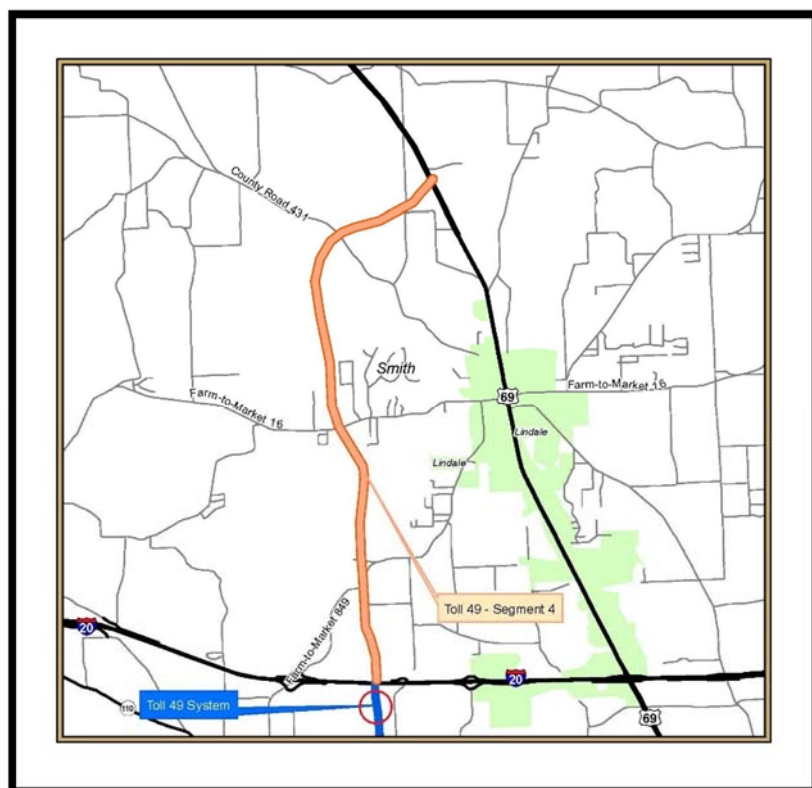 County Road 431
Smith
Farm-to-Market 16
Farm-to-Market 16
69
Lindale
Lindale
Toll 49 - Segment 4
Farm-to-Market 849
20
20
Toll 49 System
110
69